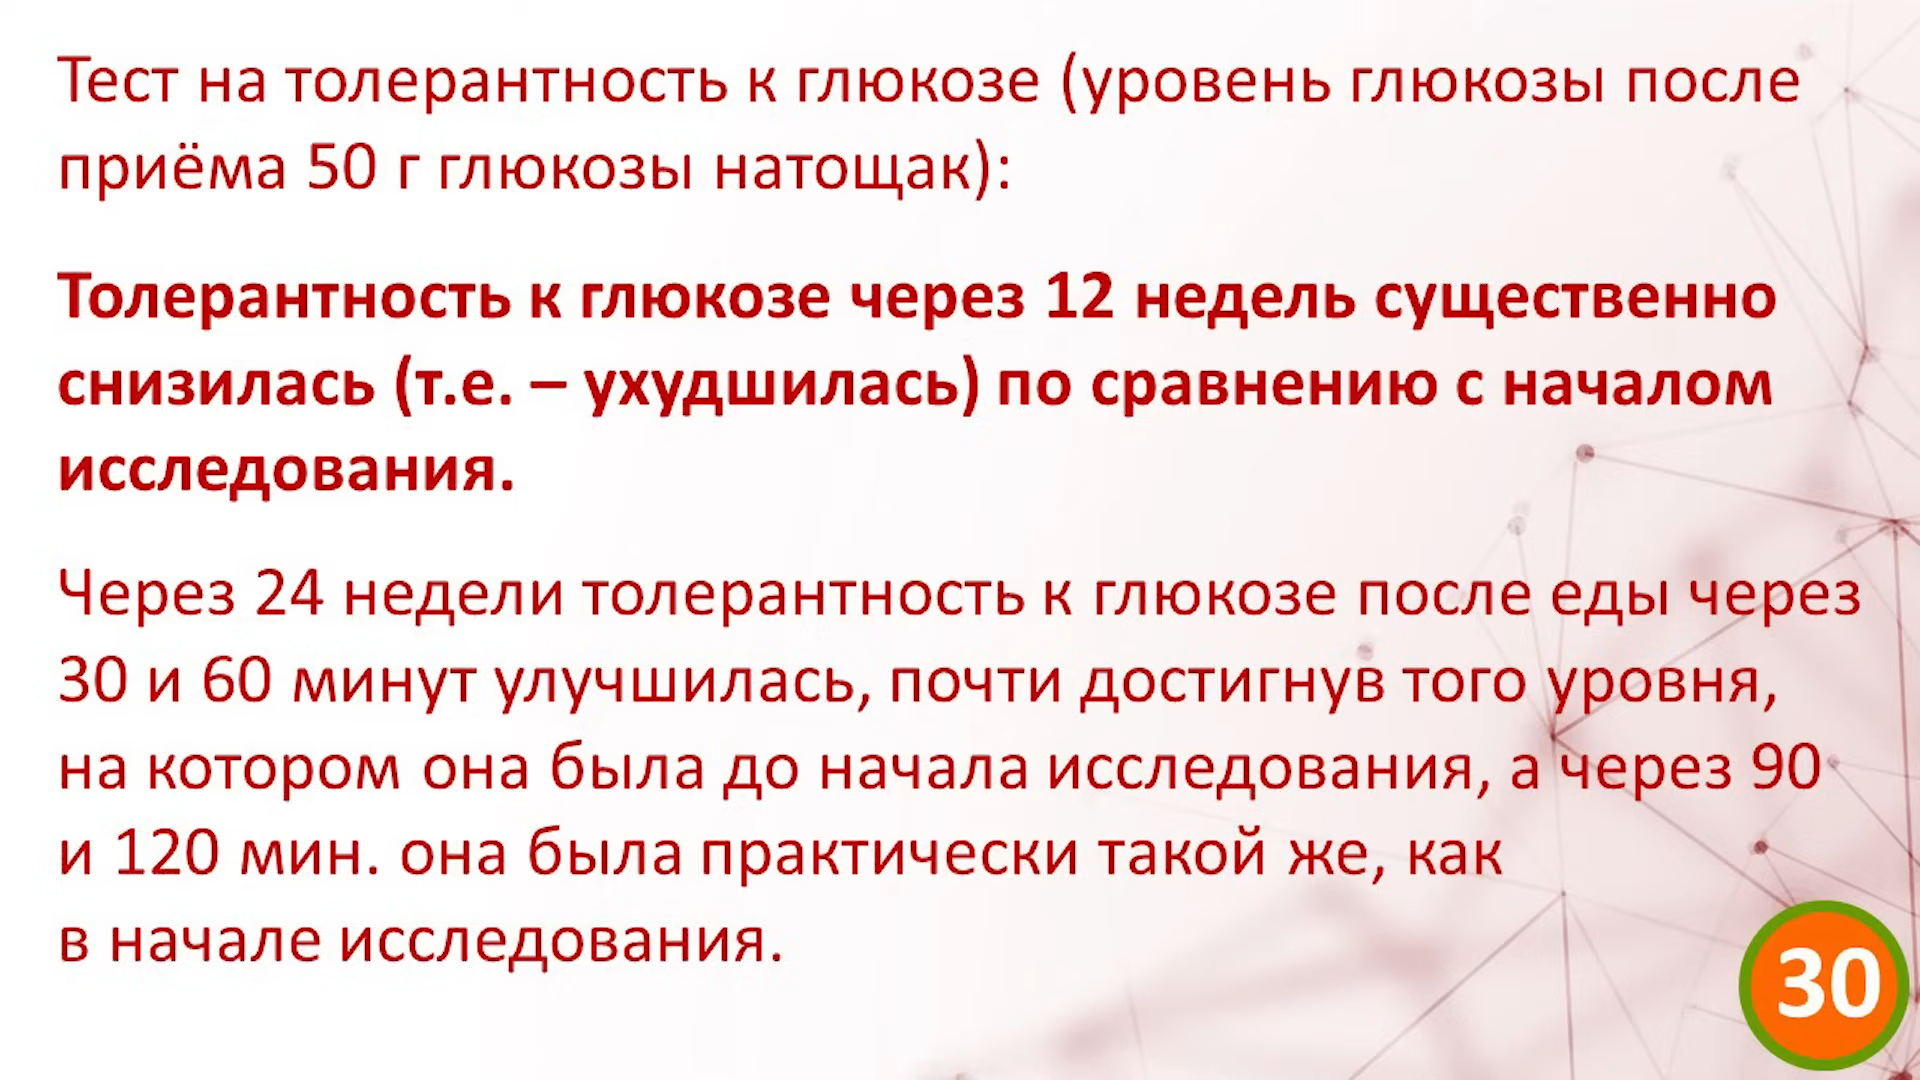 Тест на толерантность к глюкозе (уровень глюкозы после
приёма 50 г глюкозы натощак):
Толерантность к глюкозе через 12 недель существенно
снизилась (т.е. – ухудшилась) по сравнению с началом
исследования.
Через 24 недели толерантность к глюкозе после еды через
30 и 60 минут улучшилась, почти достигнув того уровня,
на котором она была до начала исследования, а через 90
и 120 мин. она была практически такой же, как
в начале исследования.
30